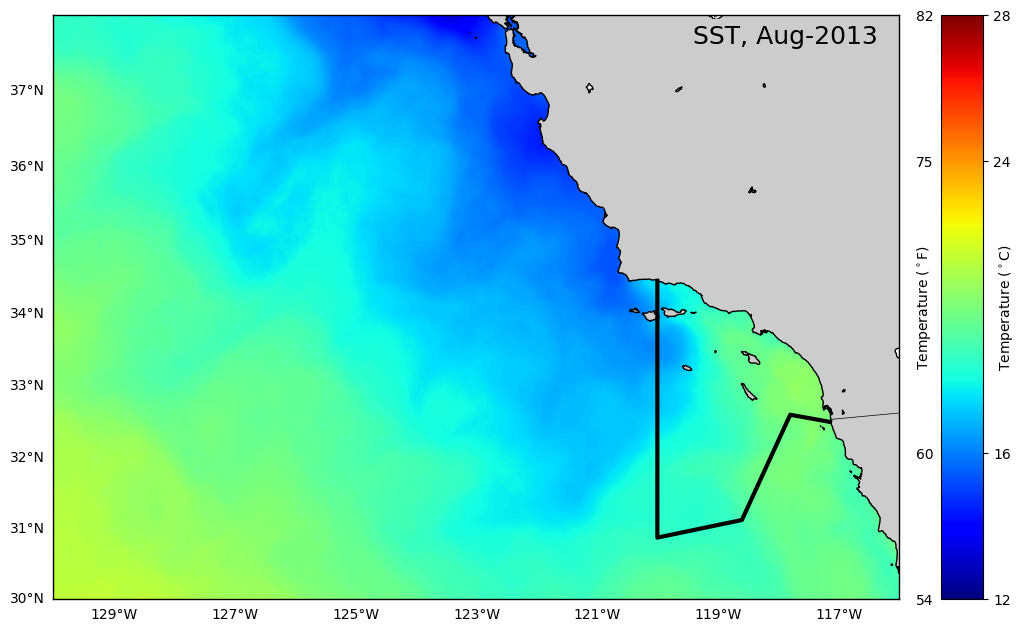 SST, Aug-2013
37°N
36°N
35°N
34°N
33°N
32°N
31°N
30°N
129°W
127°W
125°W
123°W
121°W
119°W
117°W
82
75
60
54
Temperature (°F)
28
24
16
12
Temperature (°C)